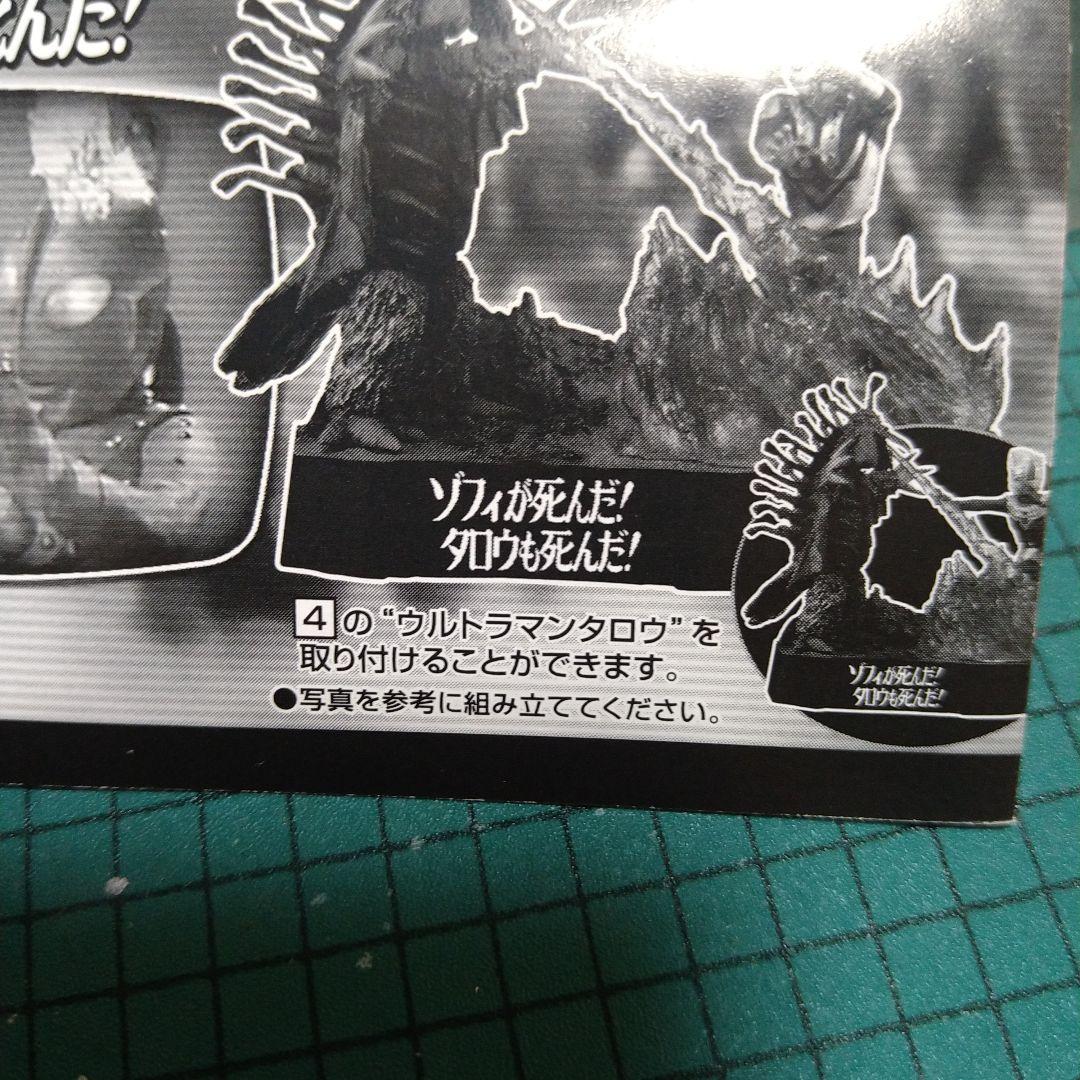 んだ!
ゾフィが死んだ!
タロウも死んだ!
4の“ウルトラマンタロウ”を
取り付けることができます。
●写真を参考に組み立ててください。
ゾフィが死んだ!
タロウも死んだ!